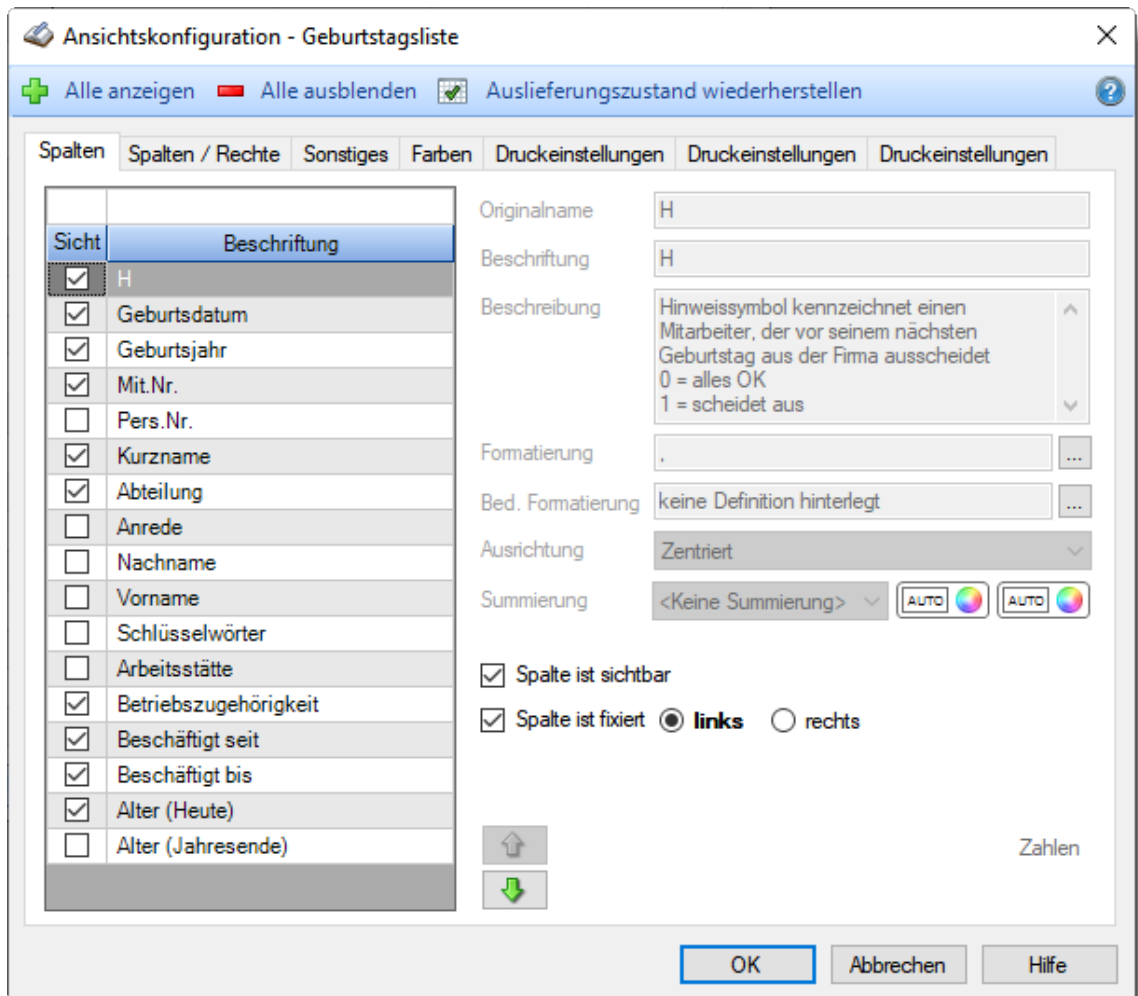 Ansichtskonfiguration - Geburtstagsliste
Alle anzeigen Alle ausblenden Auslieferungszustand wiederherstellen
Spalten Spalten / Rechte Sonstiges Farben Druckeinstellungen Druckeinstellungen Druckeinstellungen
Sicht Beschriftung
H
Geburtsdatum
Geburtsjahr
Mit.Nr.
Pers.Nr.
Kurzname
Abteilung
Anrede
Nachname
Vorname
Schlüsselwörter
Arbeitsstätte
Betriebszugehörigkeit
Beschäftigt seit
Beschäftigt bis
Alter (Heute)
Alter (Jahresende)
Originalname H
Beschriftung H
Beschreibung Hinweissymbol kennzeichnet einen
Mitarbeiter, der vor seinem nächsten
Geburtstag aus der Firma ausscheidet
0 = alles OK
1 = scheidet aus
Formatierung , ...
Bed. Formatierung keine Definition hinterlegt ...
Ausrichtung Zentriert
Summierung <Keine Summierung> AUTO AUTO
Spalte ist sichtbar
Spalte ist fixiert links rechts
Zahlen
OK Abbrechen Hilfe